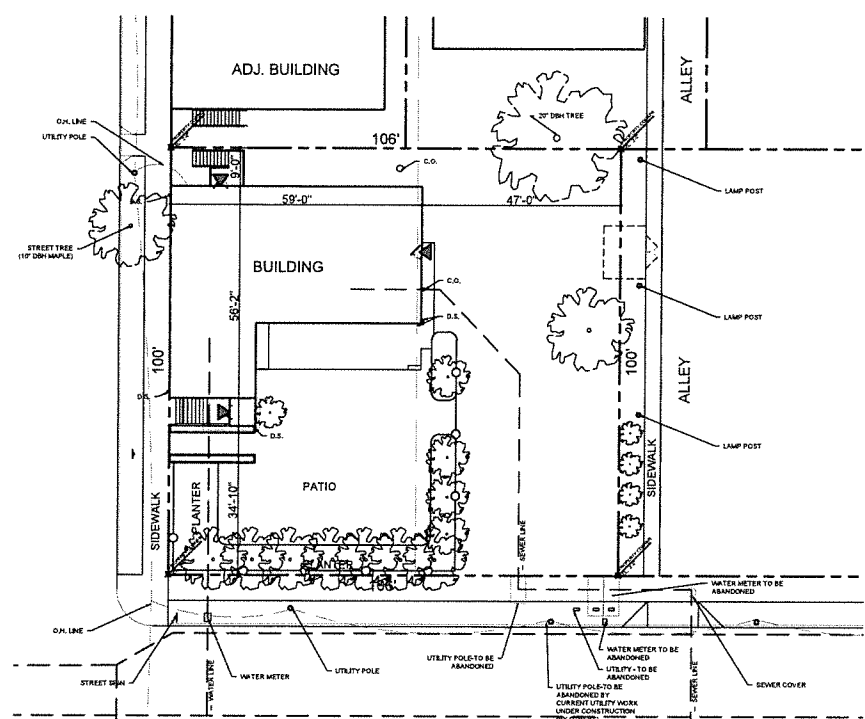 ADJ. BUILDING
ALLEY
20" DBH TREE
O.H. LINE
UTILITY POLE
106'
C.O.
9'-0"
LAMP POST
59'-0"
47'-0"
STREET TREE
(10" DBH MAPLE)
BUILDING
C.O.
56'-2"
D.S.
LAMP POST
100'
100'
ALLEY
D.S.
D.S.
LAMP POST
SIDEWALK
PATIO
PLANTER
34'-10"
SIDEWALK
SEWER LINE
WATER METER TO BE
ABANDONED
O.H. LINE
STREET SIGN
WATER LINE
WATER METER
UTILITY POLE
UTILITY POLE-TO BE
ABANDONED
WATER METER TO BE
ABANDONED
UTILITY - TO BE
ABANDONED
UTILITY POLE-TO BE
ABANDONED BY
CURRENT UTILITY WORK
UNDER CONSTRUCTION
SEWER LINE
SEWER COVER